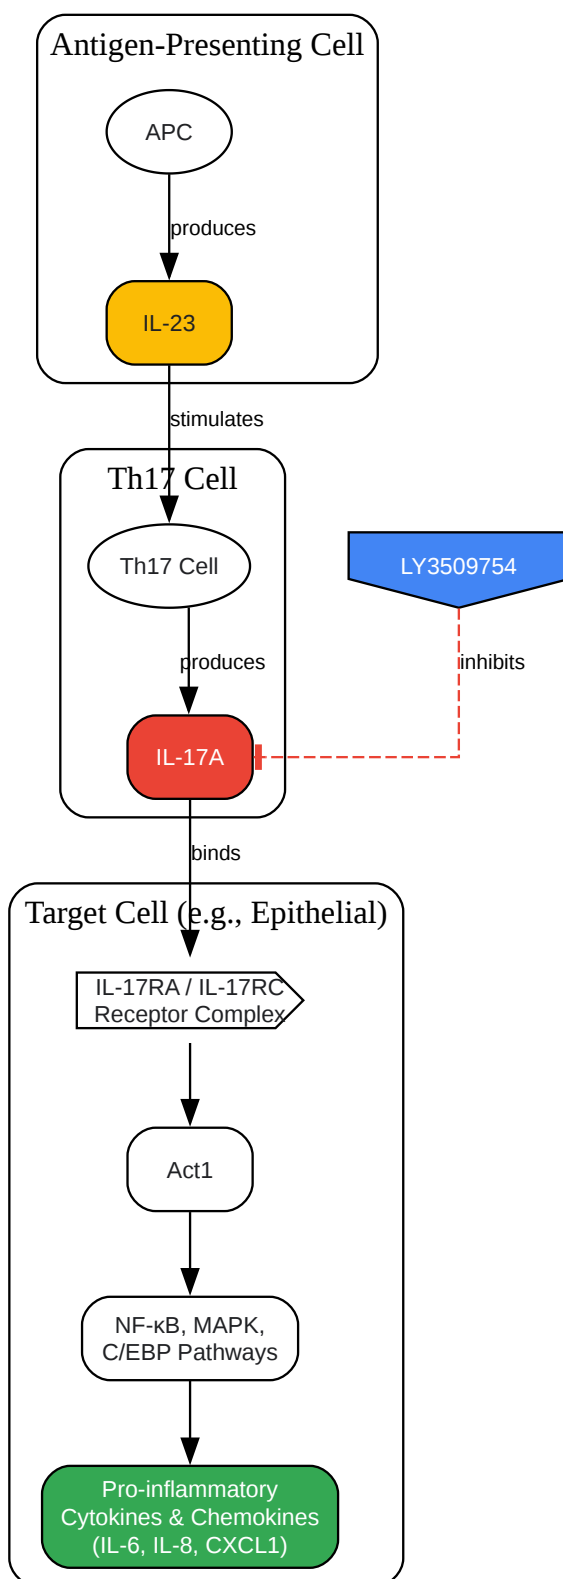 Antigen-Presenting Cell
APC
produces
IL-23
stimulates
Th17 Cell
Th17 Cell
LY3509754
produces
inhibits
IL-17A
binds
Target Cell (e.g., Epithelial)
IL-17RA / IL-17RC
Receptor Complex
Act1
NF-κB, MAPK,
C/EBP Pathways
Pro-inflammatory
Cytokines & Chemokines
(IL-6, IL-8, CXCL1)